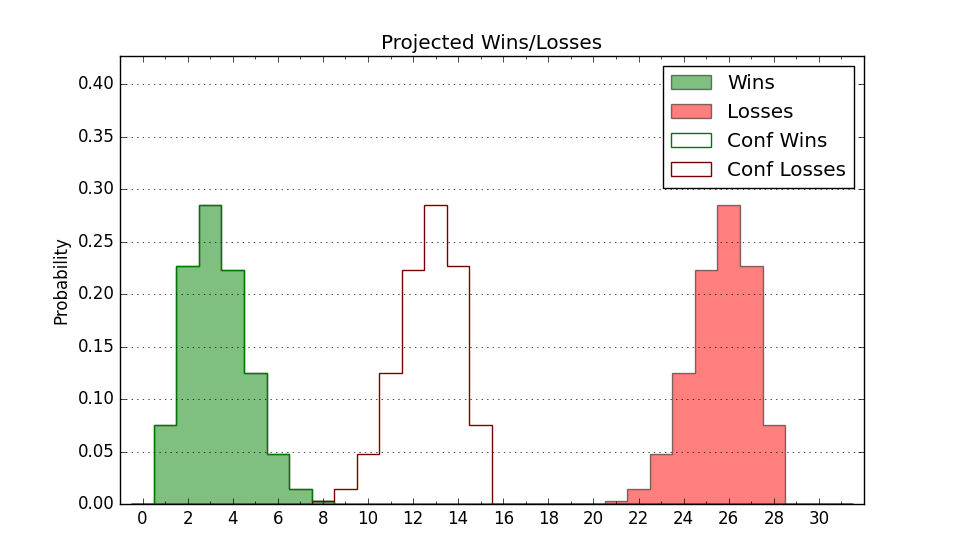 Projected Wins/Losses
Wins
Losses
Conf Wins
Conf Losses
Probability
0.40
0.35
0.30
0.25
0.20
0.15
0.10
0.05
0.00
0 2 4 6 8 10 12 14 16 18 20 22 24 26 28 30